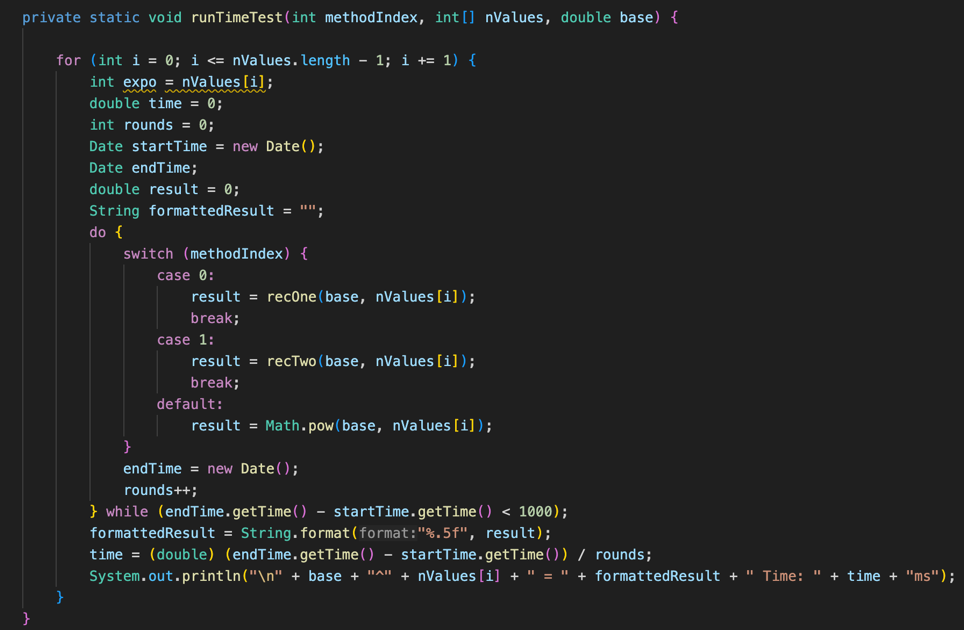 private static void runTimeTest(int methodIndex, int[] nValues, double base) {
for (int i = 0; i <= nValues.length - 1; i += 1) {
int expo = nValues[i];
double time = 0;
int rounds = 0;
Date startTime = new Date();
Date endTime;
double result = 0;
String formattedResult = "";
do {
switch (methodIndex) {
case 0:
result = recOne(base, nValues[i]);
break;
case 1:
result = recTwo(base, nValues[i]);
break;
default:
result = Math.pow(base, nValues[i]);
}
endTime = new Date();
rounds++;
} while (endTime.getTime() - startTime.getTime() < 1000);
formattedResult = String.format(format:"%.5f", result);
time = (double) (endTime.getTime() - startTime.getTime()) / rounds;
System.out.println("\n" + base + "^" + nValues[i] + " = " + formattedResult + " Time: " + time + "ms");
}
}